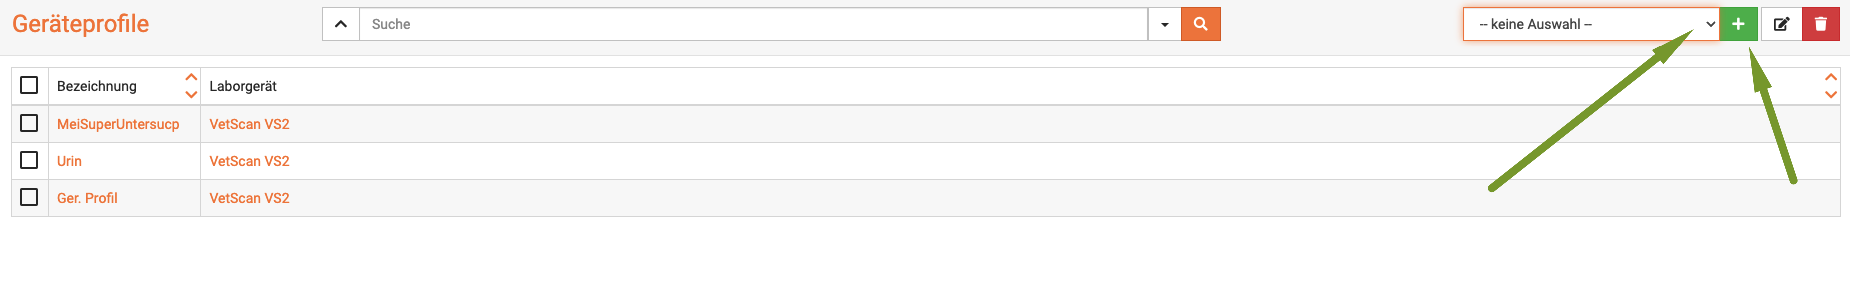 Geräteprofile
Suche
-- keine Auswahl --
Bezeichnung Laborgerät
MeiSuperUntersucp VetScan VS2
Urin VetScan VS2
Ger. Profil VetScan VS2